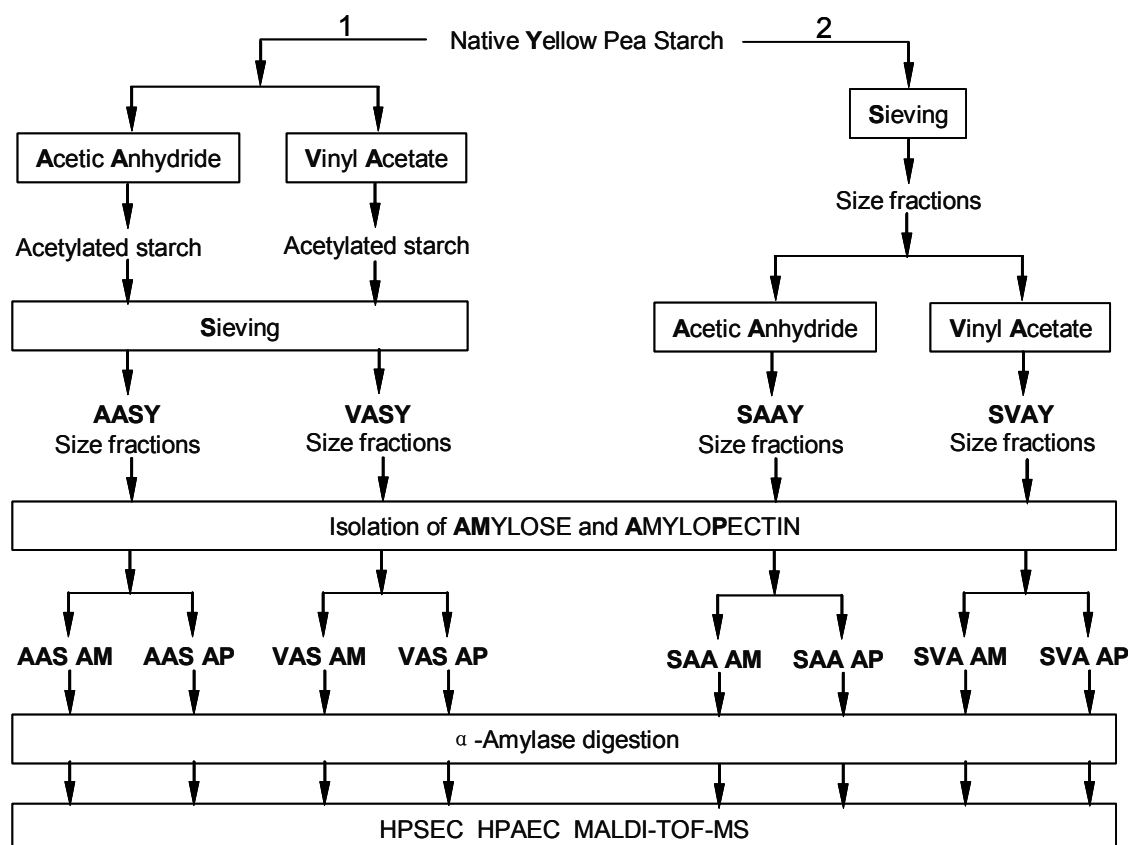 1
Native Yellow Pea Starch
2
Sieving
Acetic Anhydride
Vinyl Acetate
Size fractions
Acetylated starch
Acetylated starch
Sieving
Acetic Anhydride
Vinyl Acetate
AASY
Size fractions
VASY
Size fractions
SAAY
Size fractions
SVAY
Size fractions
Isolation of AMYLOSE and AMYLOPECTIN
AAS AM
AAS AP
VAS AM
VAS AP
SAA AM
SAA AP
SVA AM
SVA AP
α-Amylase digestion
HPSEC HPAEC MALDI-TOF-MS